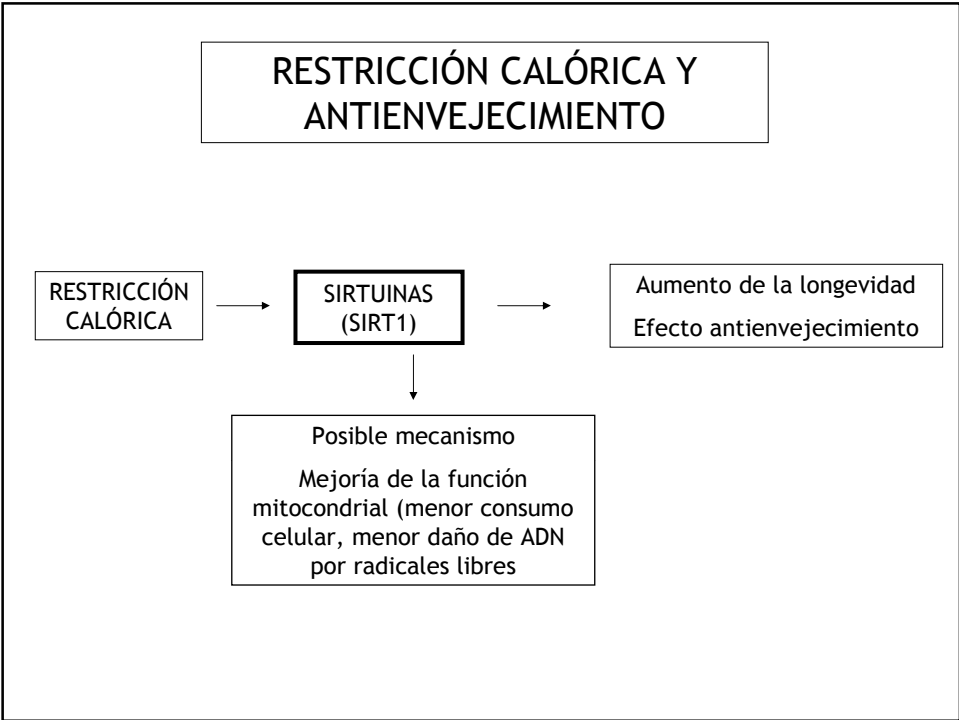 RESTRICCIÓN CALÓRICA Y
ANTIENVEJECIMIENTO
RESTRICCIÓN
CALÓRICA
SIRTUINAS
(SIRT1)
Aumento de la longevidad
Efecto antienvejecimiento
Posible mecanismo
Mejoría de la función
mitocondrial (menor consumo
celular, menor daño de ADN
por radicales libres